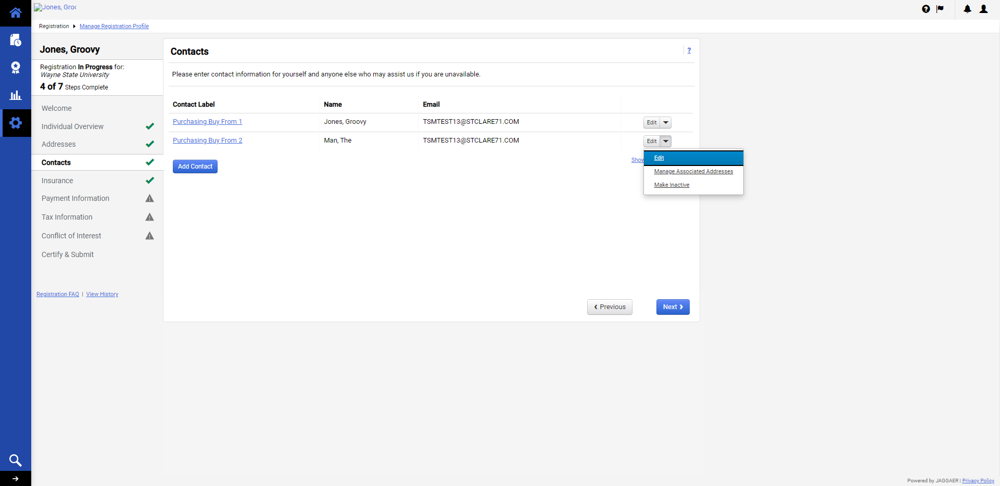 Jones, Groo
Registration Manage Registration Profile
Jones, Groovy
Registration In Progress for:
Wayne State University
4 of 7 Steps Complete
Welcome
Individual Overview
Addresses
Contacts
Insurance
Payment Information
Tax Information
Conflict of Interest
Certify & Submit
Registration FAQ | View History
Contacts ?
Please enter contact information for yourself and anyone else who may assist us if you are unavailable.
Contact Label Name Email
Purchasing Buy From 1 Jones, Groovy TSMTEST13@STCLARE71.COM Edit
Purchasing Buy From 2 Man, The TSMTEST13@STCLARE71.COM Edit
Add Contact
Show
Edit
Manage Associated Addresses
Make Inactive
Previous Next
Powered by JAGGAER | Privacy Policy